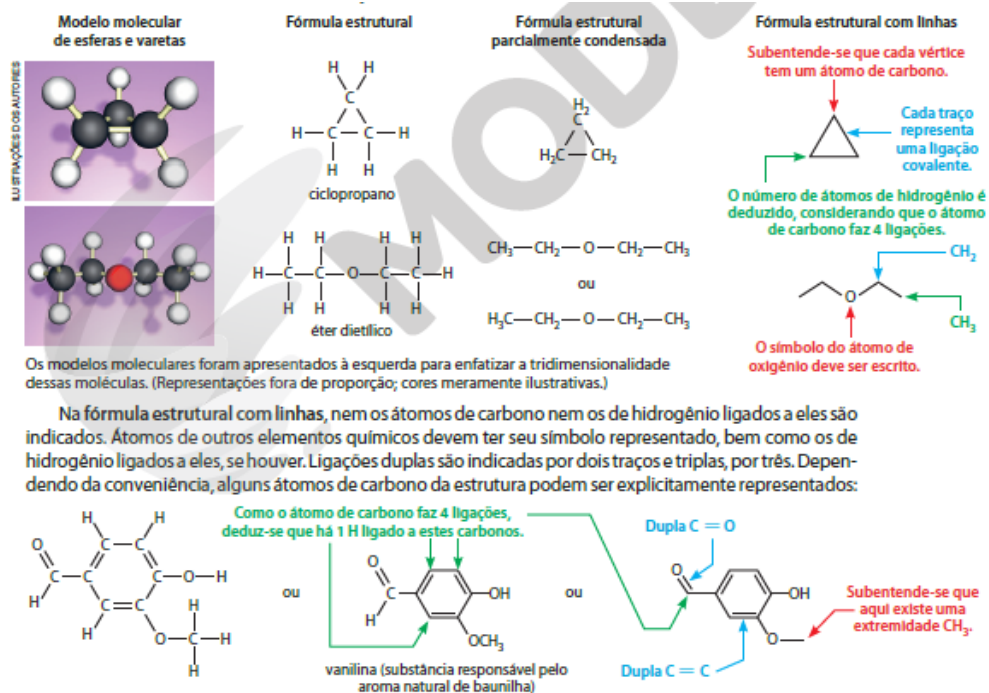 Modelo molecular
de esferas e varetas
Fórmula estrutural
Fórmula estrutural
parcialmente condensada
Fórmula estrutural com linhas
ILUSTRAÇÕES DOS AUTORES
H H
C
H—C—C—H
H H
ciclopropano
H2
C
H2C—CH2
Subentende-se que cada vértice
tem um átomo de carbono.
Cada traço
representa
uma ligação
covalente.
O número de átomos de hidrogênio é
deduzido, considerando que o átomo
de carbono faz 4 ligações.
H H H H
H—C—C—O—C—C—H
H H H H
éter dietílico
CH3—CH2—O—CH2—CH3
ou
H3C—CH2—O—CH2—CH3
CH2
O
CH3
O símbolo do átomo de
oxigênio deve ser escrito.
Os modelos moleculares foram apresentados à esquerda para enfatizar a tridimensionalidade
dessas moléculas. (Representações fora de proporção; cores meramente ilustrativas.)
Na fórmula estrutural com linhas, nem os átomos de carbono nem os de hidrogênio ligados a eles são
indicados. Átomos de outros elementos químicos devem ter seu símbolo representado, bem como os de
hidrogênio ligados a eles, se houver. Ligações duplas são indicadas por dois traços e triplas, por três. Depen-
dendo da conveniência, alguns átomos de carbono da estrutura podem ser explicitamente representados:
H H
O C=C
C—C C—O—H
H C=C H
H O—C—H
H
ou
Como o átomo de carbono faz 4 ligações,
deduz-se que há 1 H ligado a estes carbonos.
O
C OH
H
OCH3
vanilina (substância responsável pelo
aroma natural de baunilha)
ou
Dupla C = O
O
OH
O
Dupla C = C
Subentende-se que
aqui existe uma
extremidade CH3.
MODE